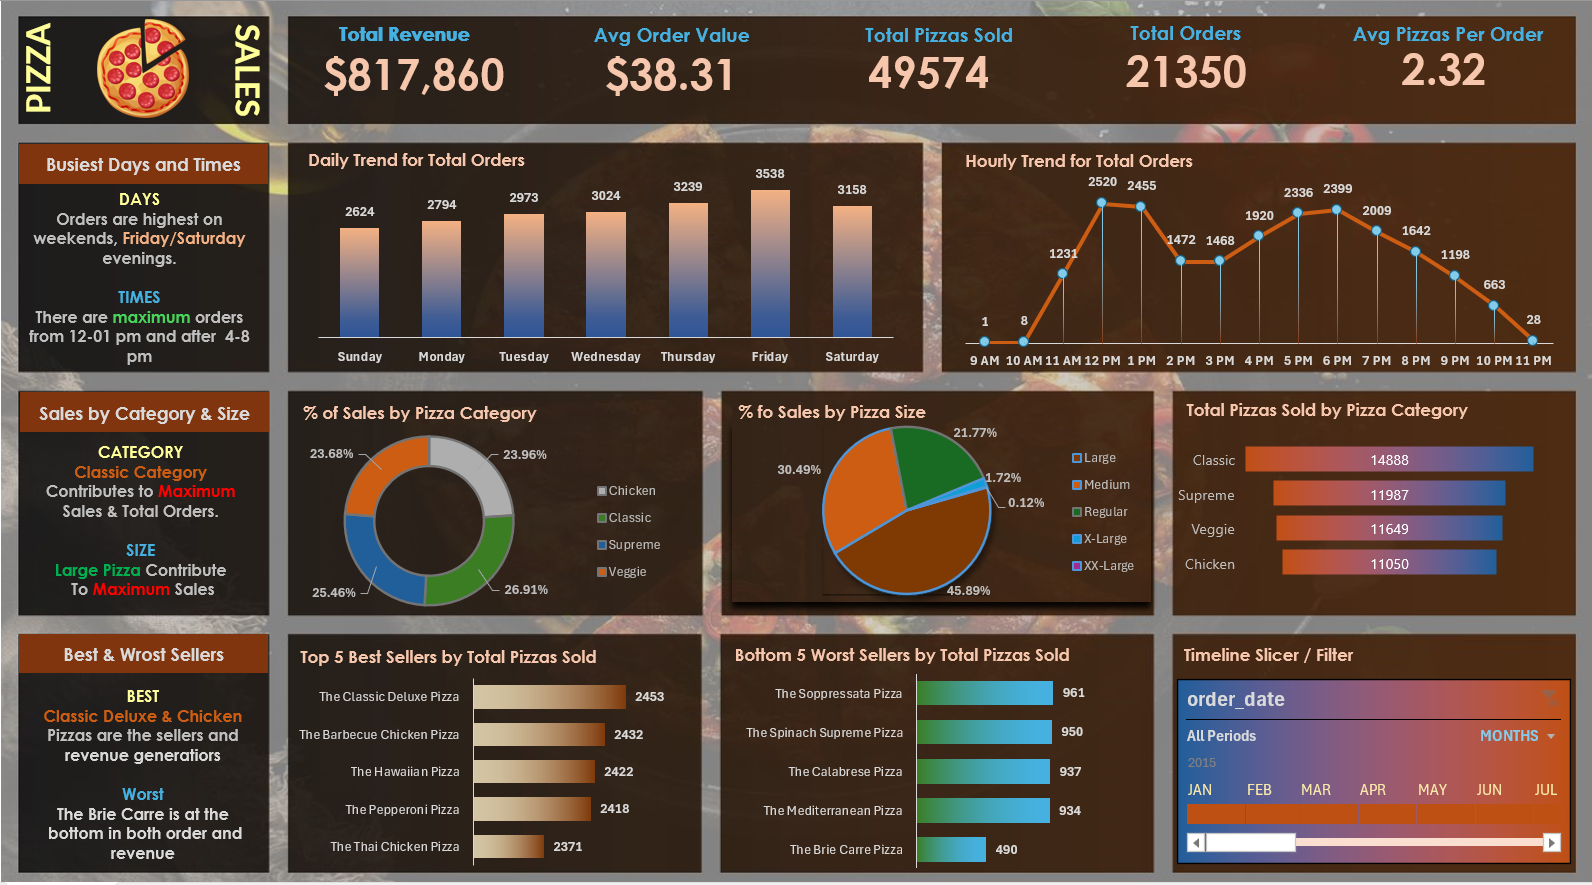 PIZZA
SALES
Total Revenue
$817,860
Avg Order Value
$38.31
Total Pizzas Sold
49574
Total Orders
21350
Avg Pizzas Per Order
2.32
Busiest Days and Times
DAYS
Orders are highest on
weekends, Friday/Saturday
evenings.
TIMES
There are maximum orders
from 12-01 pm and after 4-8
pm
Daily Trend for Total Orders
2624
2794
2973
3024
3239
3538
3158
Sunday
Monday
Tuesday
Wednesday
Thursday
Friday
Saturday
Hourly Trend for Total Orders
1
8
1231
2520
2455
1472
1468
1920
2336
2399
2009
1642
1198
663
28
9 AM
10 AM
11 AM
12 PM
1 PM
2 PM
3 PM
4 PM
5 PM
6 PM
7 PM
8 PM
9 PM
10 PM
11 PM
Sales by Category & Size
CATEGORY
Classic Category
Contributes to Maximum
Sales & Total Orders.
SIZE
Large Pizza Contribute
To Maximum Sales
% of Sales by Pizza Category
23.68%
23.96%
25.46%
26.91%
Chicken
Classic
Supreme
Veggie
% fo Sales by Pizza Size
21.77%
30.49%
1.72%
0.12%
45.89%
Large
Medium
Regular
X-Large
XX-Large
Total Pizzas Sold by Pizza Category
Classic 14888
Supreme 11987
Veggie 11649
Chicken 11050
Best & Wrost Sellers
BEST
Classic Deluxe & Chicken
Pizzas are the sellers and
revenue generatiors
Worst
The Brie Carre is at the
bottom in both order and
revenue
Top 5 Best Sellers by Total Pizzas Sold
The Classic Deluxe Pizza 2453
The Barbecue Chicken Pizza 2432
The Hawaiian Pizza 2422
The Pepperoni Pizza 2418
The Thai Chicken Pizza 2371
Bottom 5 Worst Sellers by Total Pizzas Sold
The Soppressata Pizza 961
The Spinach Supreme Pizza 950
The Calabrese Pizza 937
The Mediterranean Pizza 934
The Brie Carre Pizza 490
Timeline Slicer / Filter
order_date
All Periods
MONTHS
2015
JAN
FEB
MAR
APR
MAY
JUN
JUL